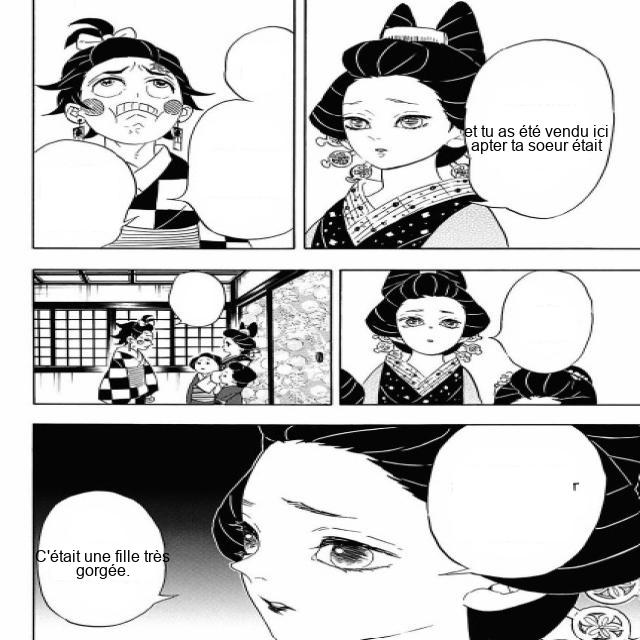 et tu as été vendu ici
apter ta soeur était
r
C'était une fille très
gorgée.